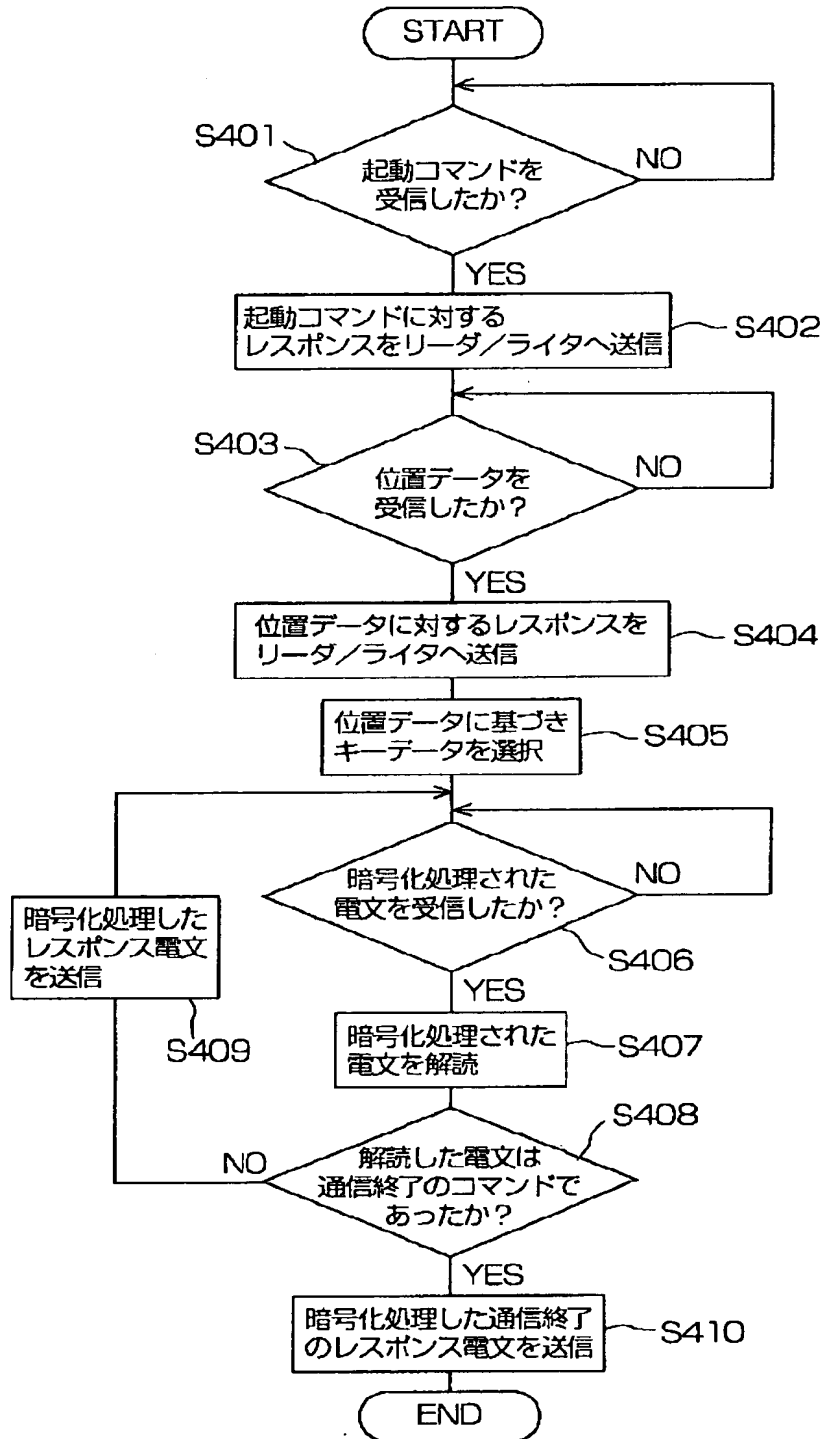 START
S401
起動コマンドを
受信したか？
NO
YES
起動コマンドに対する
レスポンスをリーダ／ライタへ送信
S402
S403
位置データを
受信したか？
NO
YES
位置データに対するレスポンスを
リーダ／ライタへ送信
S404
位置データに基づき
キーデータを選択
S405
暗号化処理された
電文を受信したか？
NO
S406
YES
暗号化処理した
レスポンス電文
を送信
S409
暗号化処理された
電文を解読
S407
S408
解読した電文は
通信終了のコマンドで
あったか？
NO
YES
暗号化処理した通信終了
のレスポンス電文を送信
S410
END